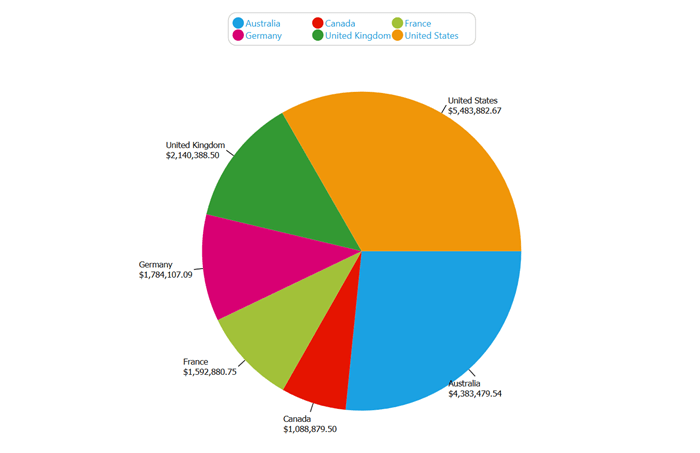 Australia Canada France
Germany United Kingdom United States
United States
$5,483,882.67
United Kingdom
$2,140,388.50
Germany
$1,784,107.09
France
$1,592,880.75
Australia
$4,383,479.54
Canada
$1,088,879.50